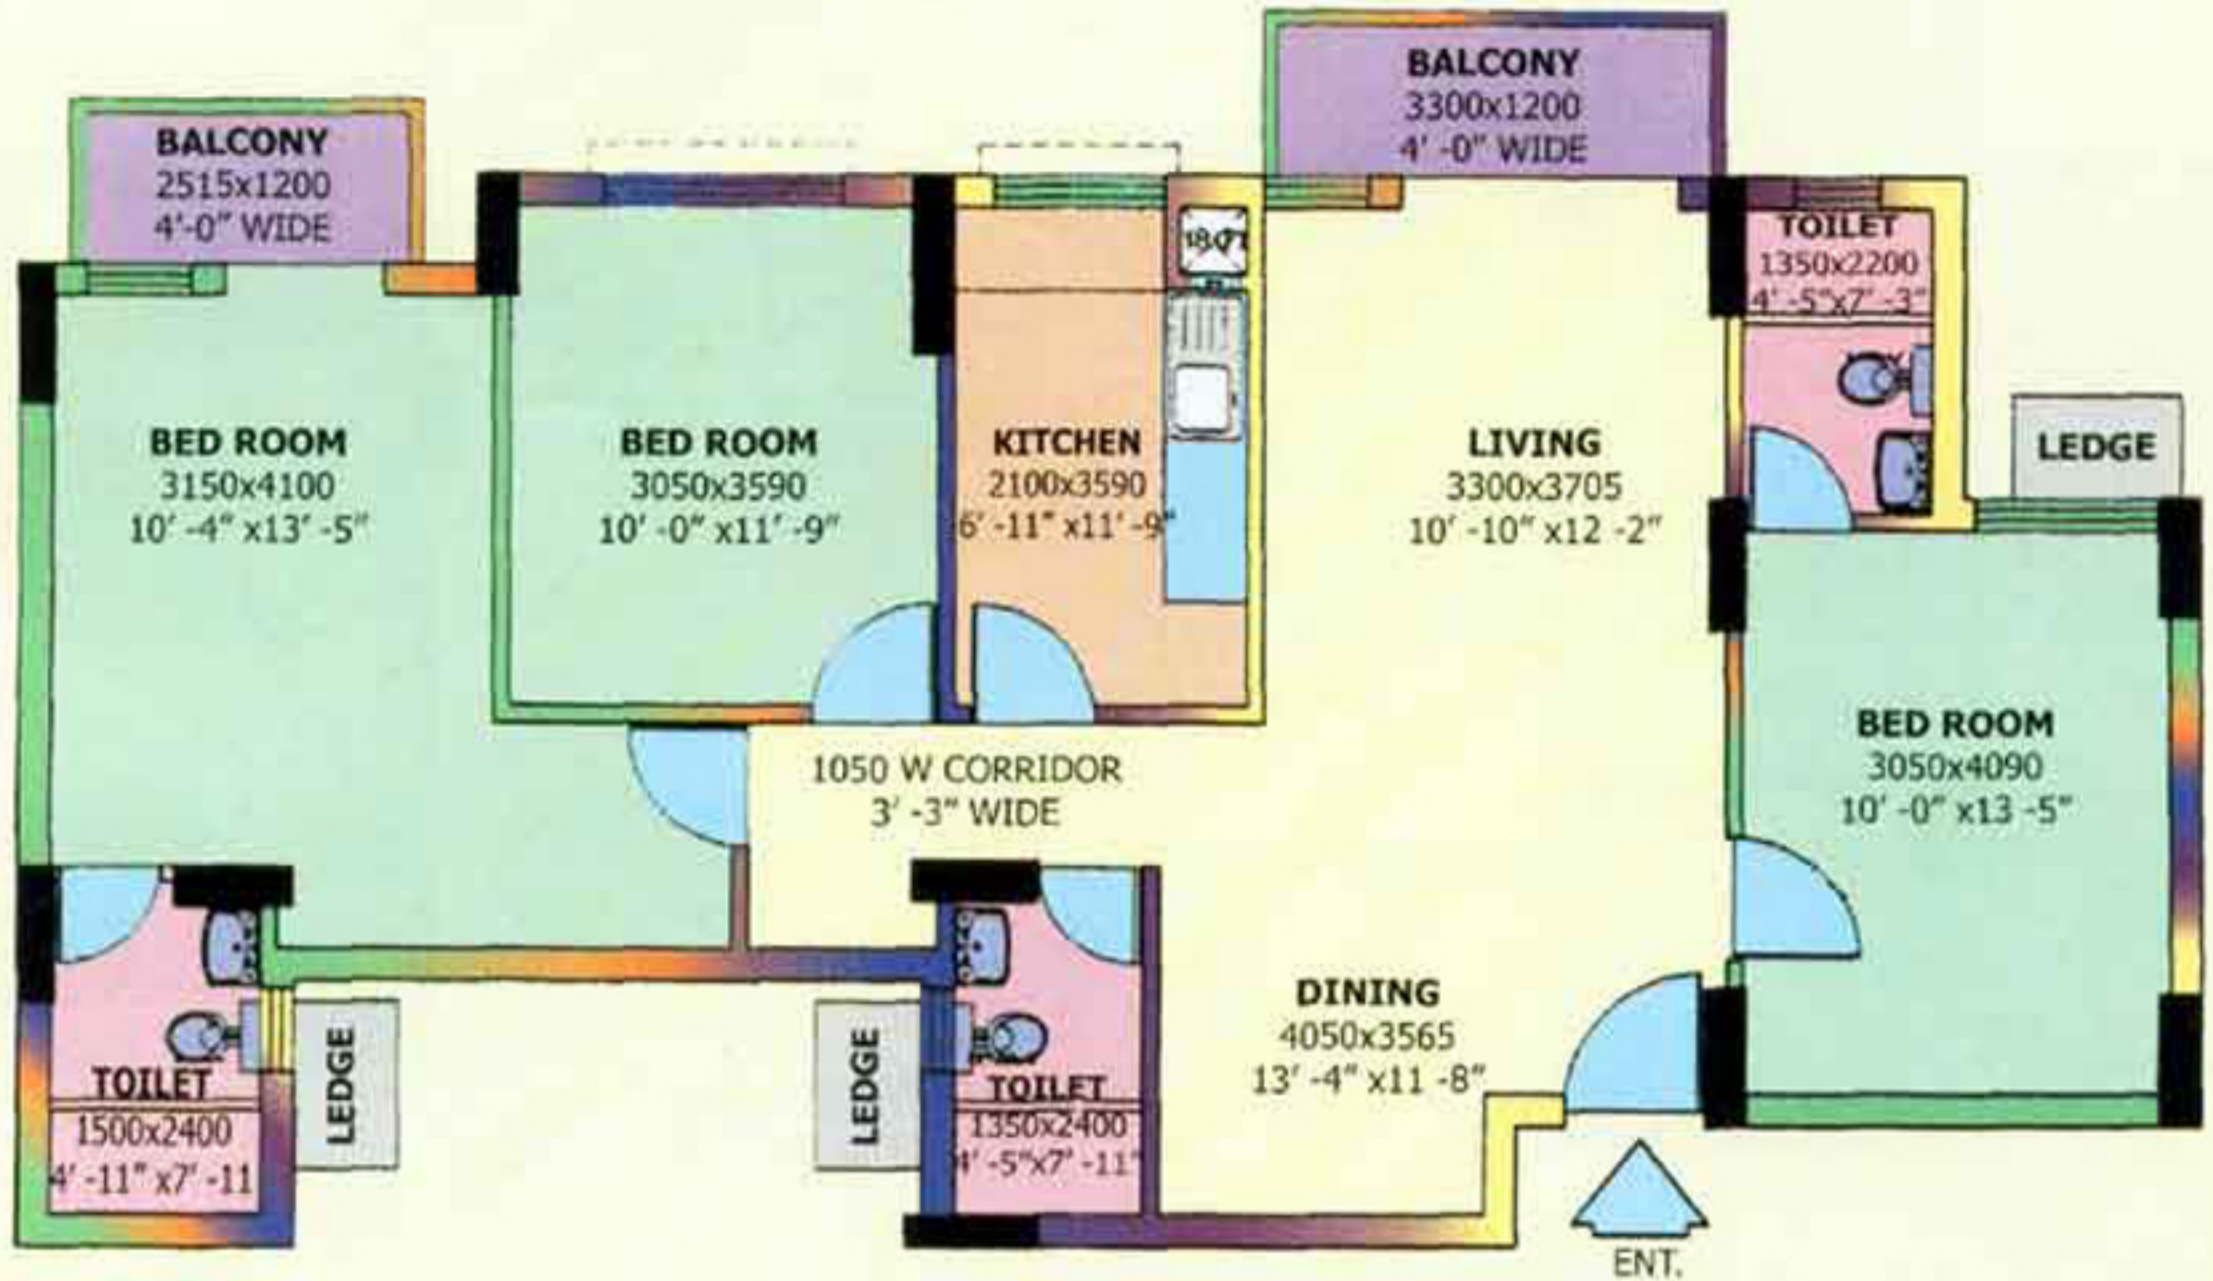 BALCONY
2515x1200
4'-0" WIDE
BALCONY
3300x1200
4' -0" WIDE
TOILET
1350x2200
4' -5"x7' -3"
BED ROOM
3150x4100
10' -4" x13' -5"
BED ROOM
3050x3590
10' -0" x11' -9"
KITCHEN
2100x3590
6' -11" x11' -9"
LIVING
3300x3705
10' -10" x12 -2"
LEDGE
BED ROOM
3050x4090
10' -0" x13 -5"
1050 W CORRIDOR
3' -3" WIDE
DINING
4050x3565
13' -4" x11 -8"
TOILET
1500x2400
4' -11" x7' -11
LEDGE
LEDGE
TOILET
1350x2400
4' -5"x7' -11"
ENT.